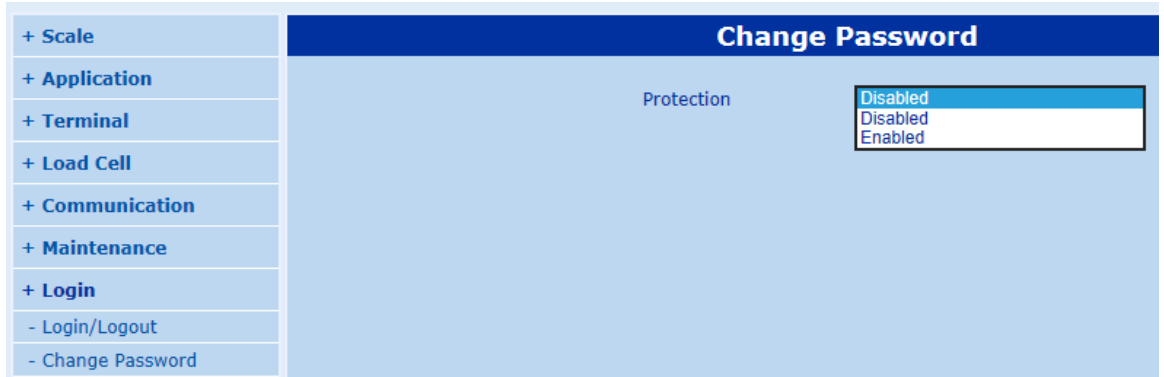 + Scale
+ Application
+ Terminal
+ Load Cell
+ Communication
+ Maintenance
+ Login
- Login/Logout
- Change Password
Change Password
Protection
Disabled
Disabled
Enabled